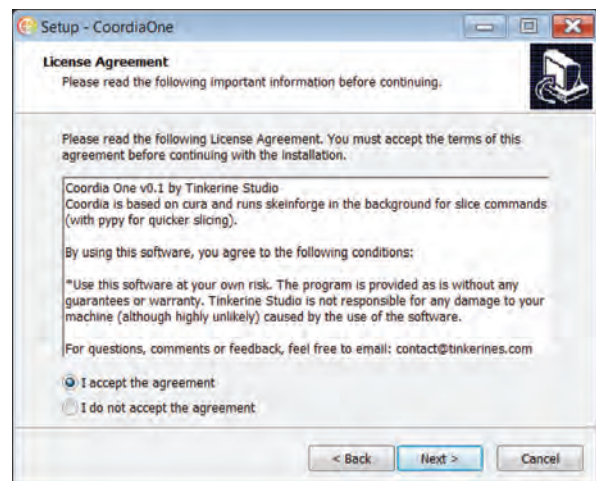 Setup - CoordiaOne
License Agreement
Please read the following important information before continuing.
Please read the following License Agreement. You must accept the terms of this
agreement before continuing with the installation.
Coordia One v0.1 by Tinkerine Studio
Coordia is based on cura and runs skeinforge in the background for slice commands
(with pypy for quicker slicing).
By using this software, you agree to the following conditions:
*Use this software at your own risk. The program is provided as is without any
guarantees or warranty. Tinkerine Studio is not responsible for any damage to your
machine (although highly unlikely) caused by the use of the software.
For questions, comments or feedback, feel free to email: contact@tinkerines.com
I accept the agreement
I do not accept the agreement
< Back
Next >
Cancel